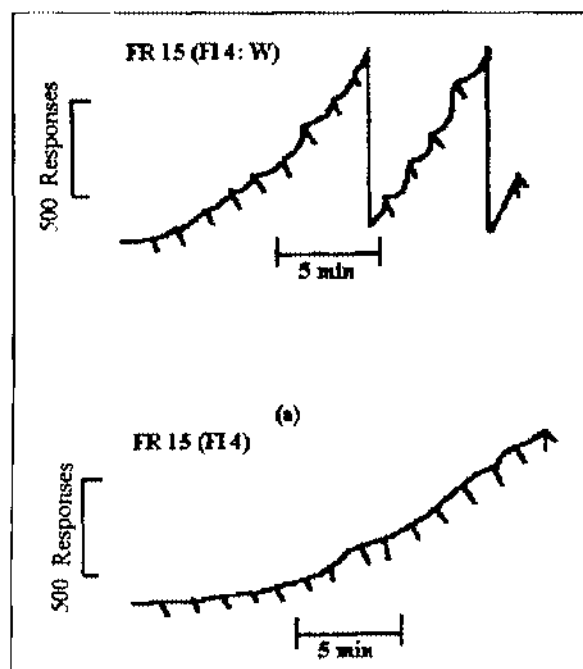 FR 15 (FI 4: W)
500 Responses
5 min
(a)
FR 15 (FI 4)
500 Responses
5 min